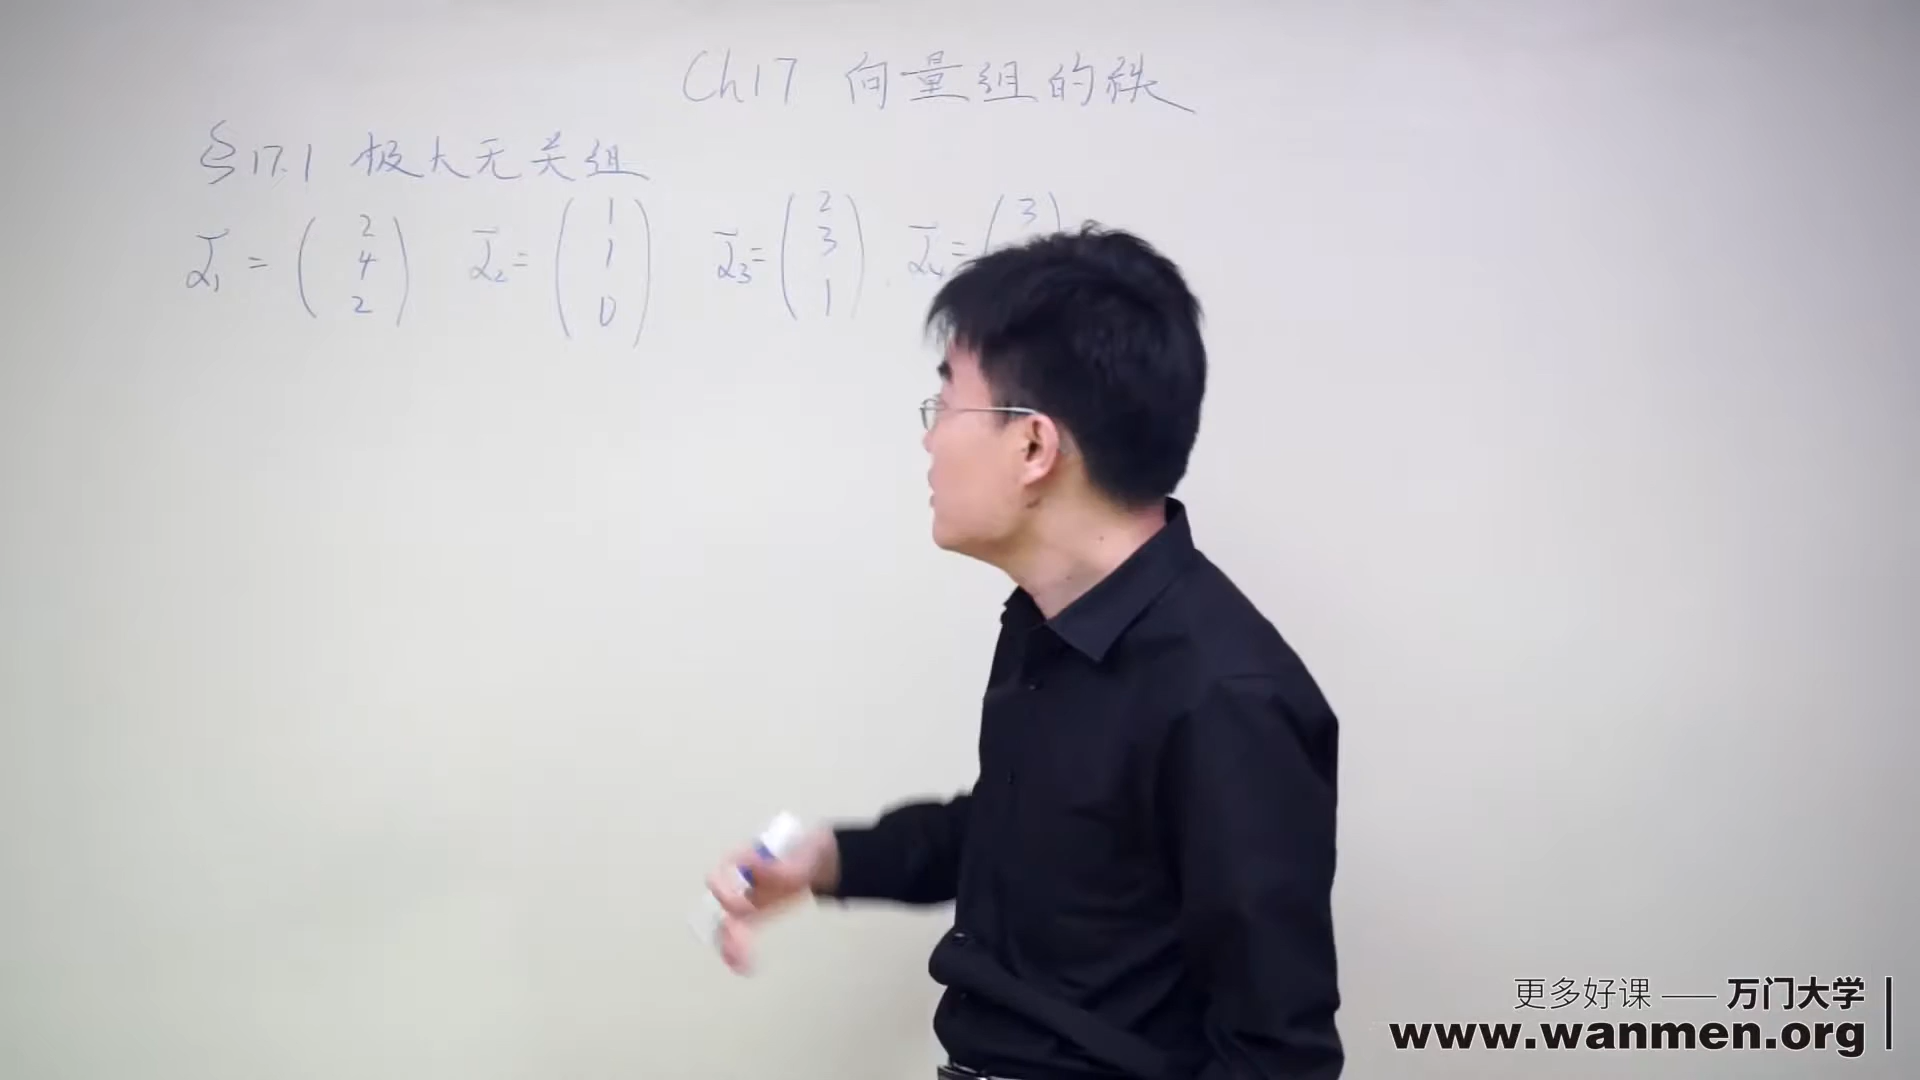 Ch17 向量组的秩
§17.1 极大无关组
α₁ = (2 4 2) α₂ = (1 1 0) α₃ = (2 3 1) α₄ = (3
更多好课 —— 万门大学
www.wanmen.org